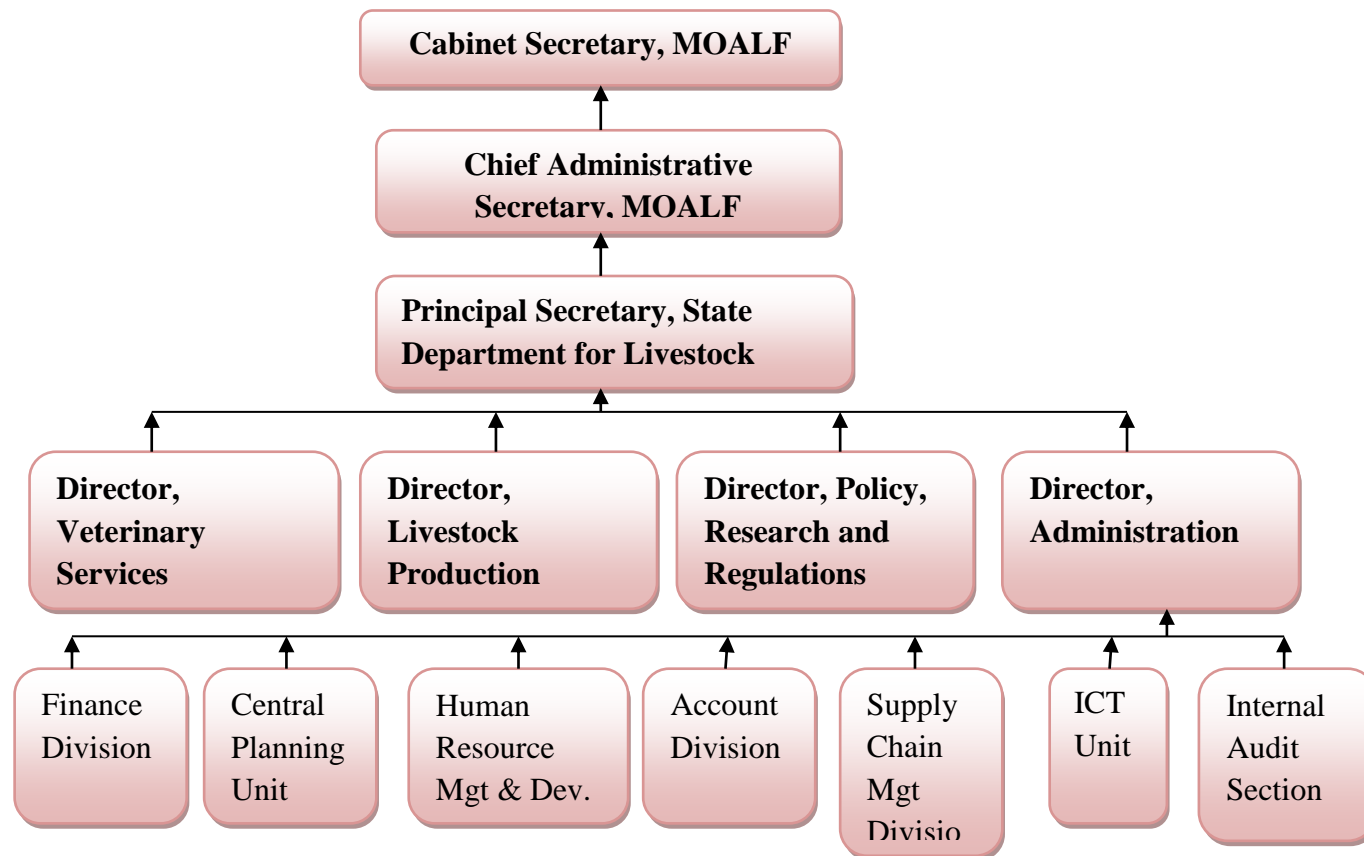 Cabinet Secretary, MOALF
Chief Administrative
Secretary, MOALF
Principal Secretary, State
Department for Livestock
Director,
Veterinary
Services
Director,
Livestock
Production
Director, Policy,
Research and
Regulations
Director,
Administration
Finance
Division
Central
Planning
Unit
Human
Resource
Mgt & Dev.
Account
Division
Supply
Chain
Mgt
Divisio
ICT
Unit
Internal
Audit
Section